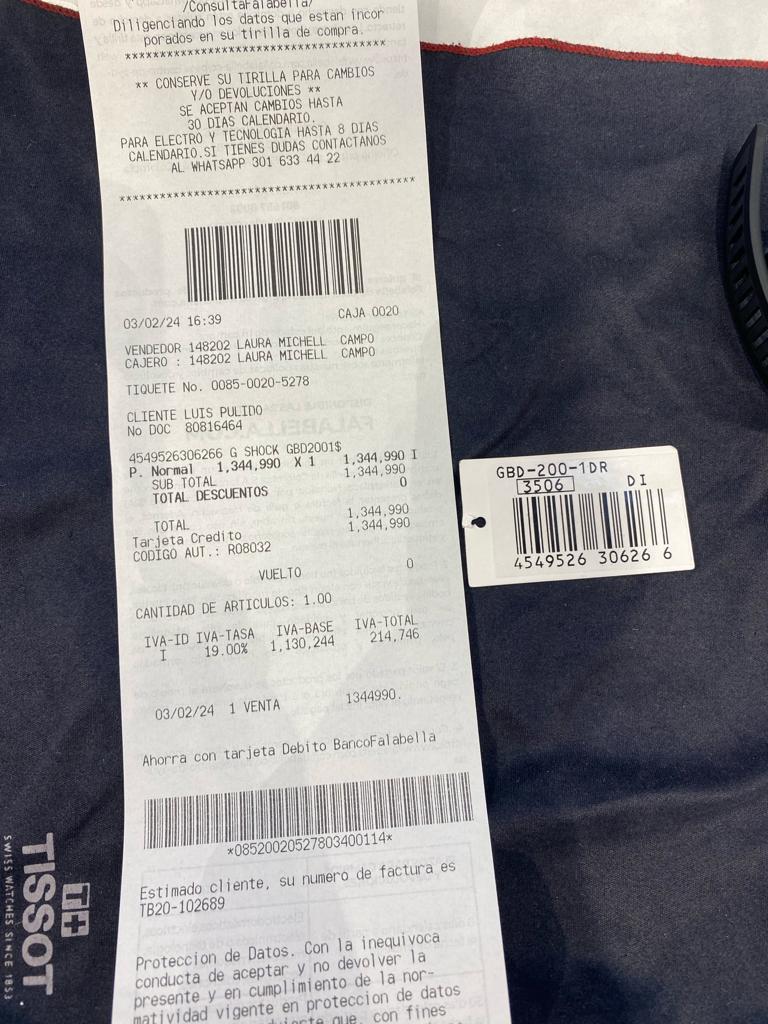 /ConsultaFalabella/
Diligenciando los datos que estan incor
porados en su tirilla de compra.
****************************************
** CONSERVE SU TIRILLA PARA CAMBIOS
Y/O DEVOLUCIONES **
SE ACEPTAN CAMBIOS HASTA
30 DIAS CALENDARIO.
PARA ELECTRO Y TECNOLOGIA HASTA 8 DIAS
CALENDARIO.SI TIENES DUDAS CONTACTANOS
AL WHATSAPP 301 633 44 22
****************************************
03/02/24 16:39 CAJA 0020
VENDEDOR 148202 LAURA MICHELL CAMPO
CAJERO : 148202 LAURA MICHELL CAMPO
TIQUETE No. 0085-0020-5278
CLIENTE LUIS PULIDO
No DOC 80816464
4549526306266 G SHOCK GBD2001$
P. Normal 1,344,990 X 1 1,344,990 I
SUB TOTAL 1,344,990
TOTAL DESCUENTOS 0
TOTAL 1,344,990
Tarjeta Credito 1,344,990
CODIGO AUT.: R08032
VUELTO 0
CANTIDAD DE ARTICULOS: 1.00
IVA-ID IVA-TASA IVA-BASE IVA-TOTAL
I 19.00% 1,130,244 214,746
03/02/24 1 VENTA 1344990.
Ahorra con tarjeta Debito BancoFalabella
*08520020527803400114*
Estimado cliente, su numero de factura es
TB20-102689
Proteccion de Datos. Con la inequivoca
conducta de aceptar y no devolver la
presente y en cumplimiento de la nor-
matividad vigente en proteccion de datos
que, con fines
GBD-200-1DR
3506 DI
4549526 30626 6
TISSOT
SWISS WATCHES SINCE 1853